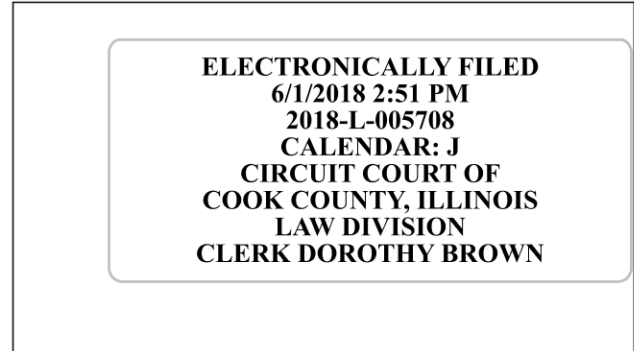 ELECTRONICALLY FILED
6/1/2018 2:51 PM
2018-L-005708
CALENDAR: J
CIRCUIT COURT OF
COOK COUNTY, ILLINOIS
LAW DIVISION
CLERK DOROTHY BROWN